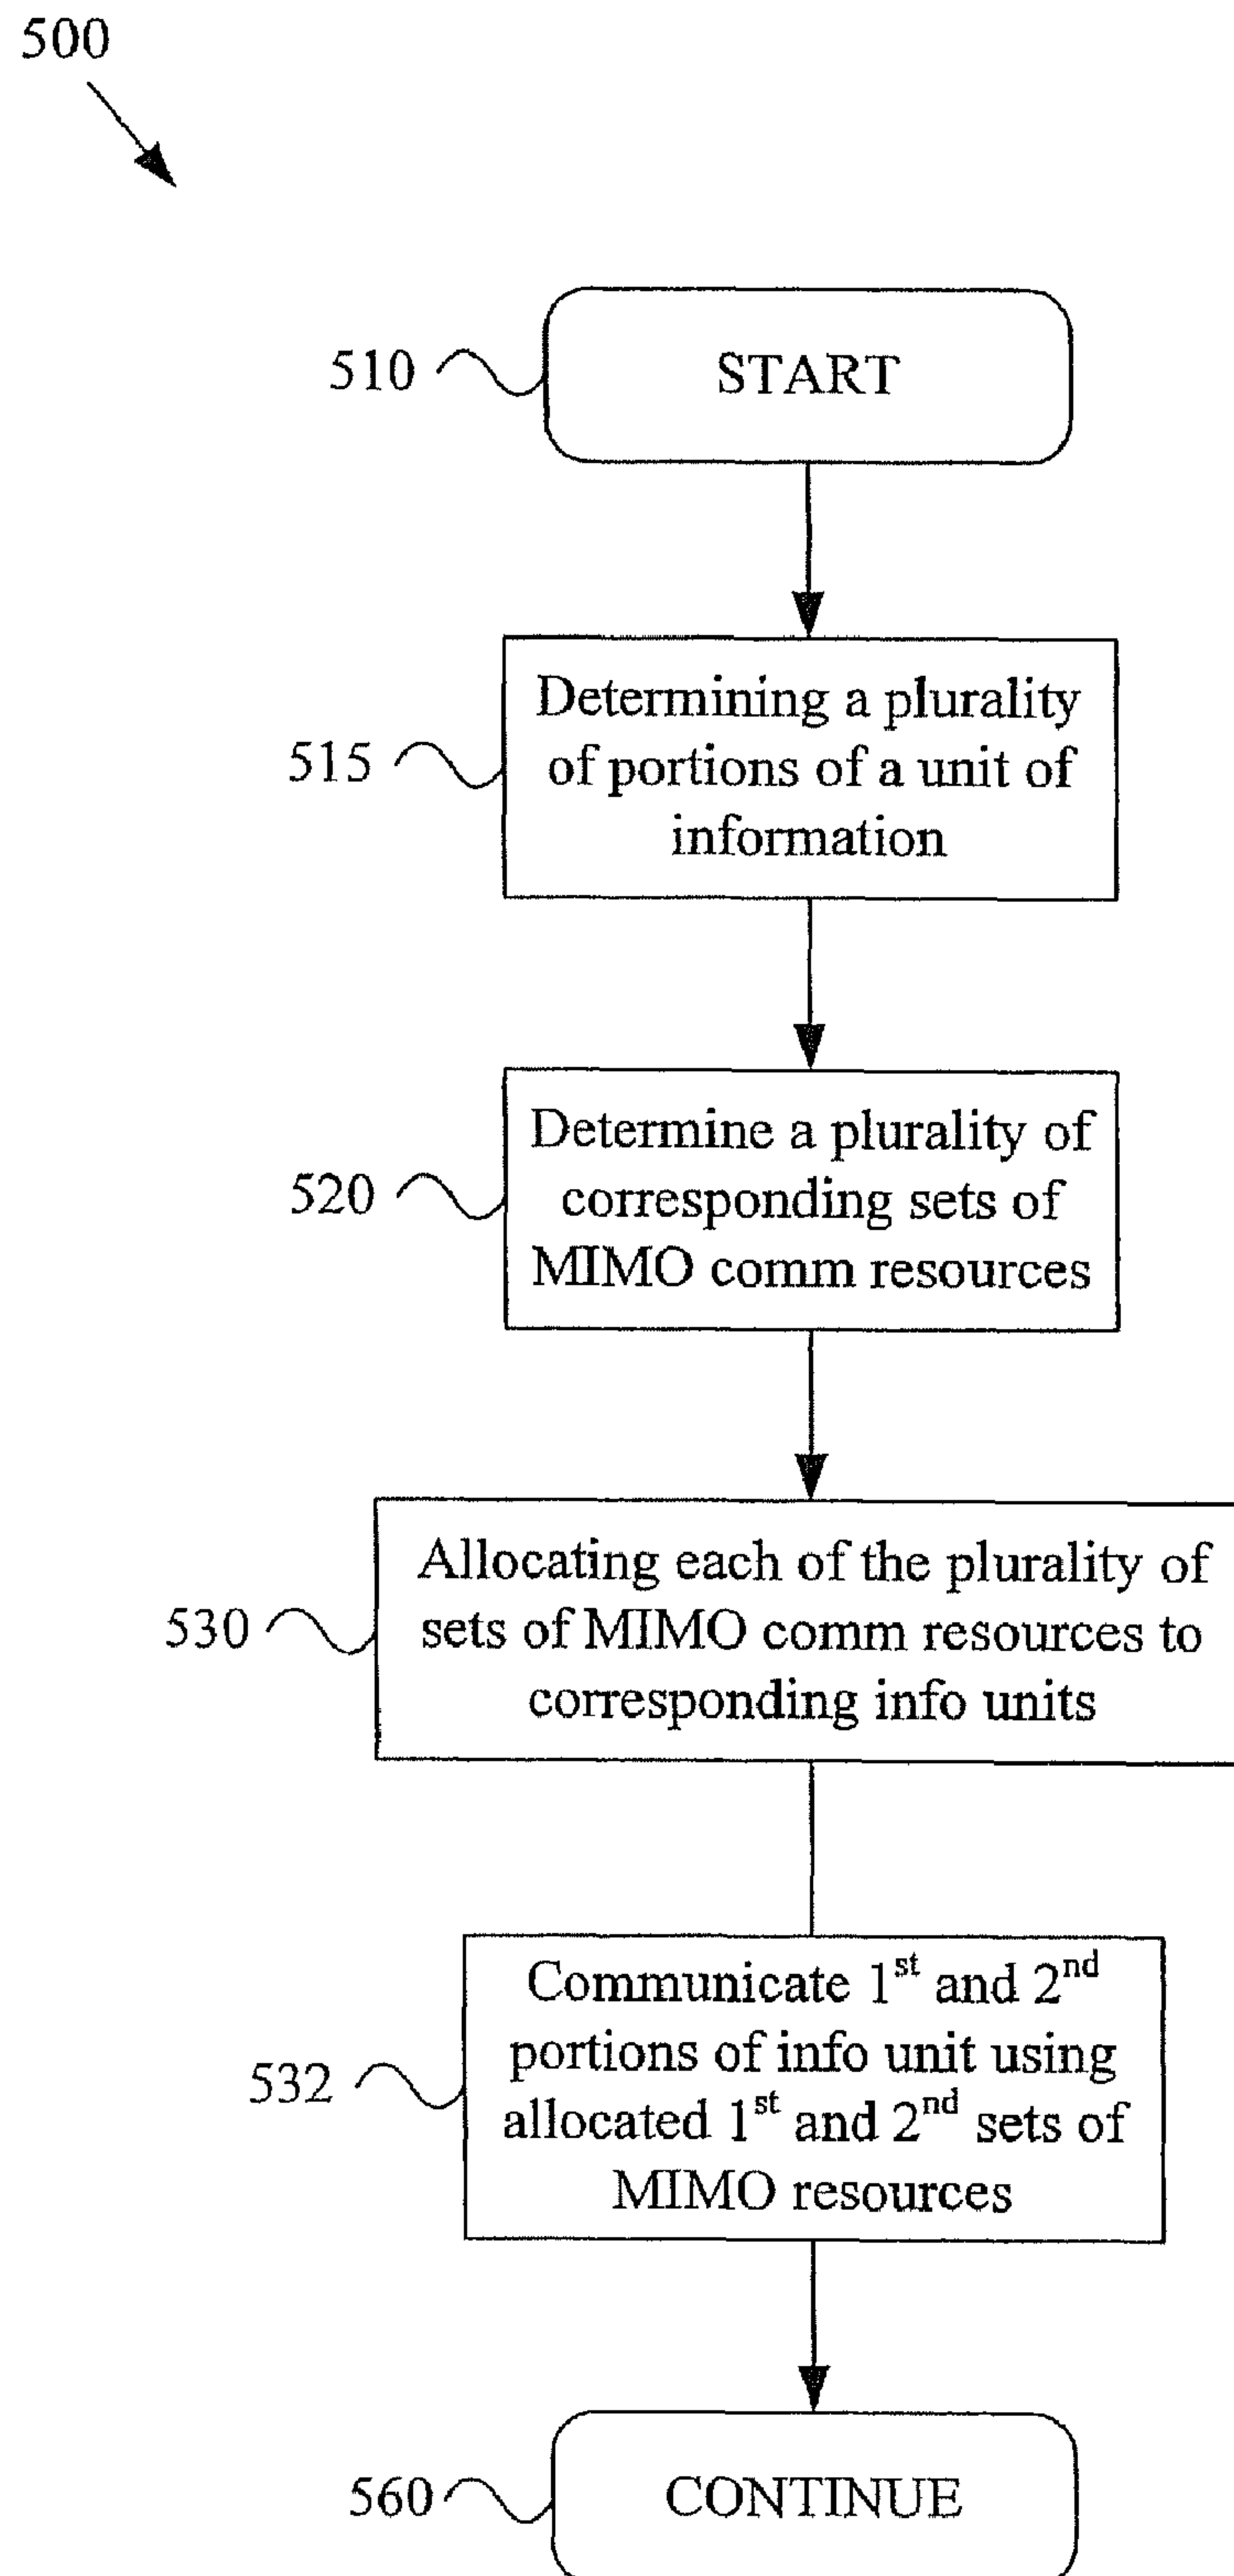 500
510
START
515
Determining a plurality
of portions of a unit of
information
520
Determine a plurality of
corresponding sets of
MIMO comm resources
530
Allocating each of the plurality of
sets of MIMO comm resources to
corresponding info units
532
Communicate 1st and 2nd
portions of info unit using
allocated 1st and 2nd sets of
MIMO resources
560
CONTINUE